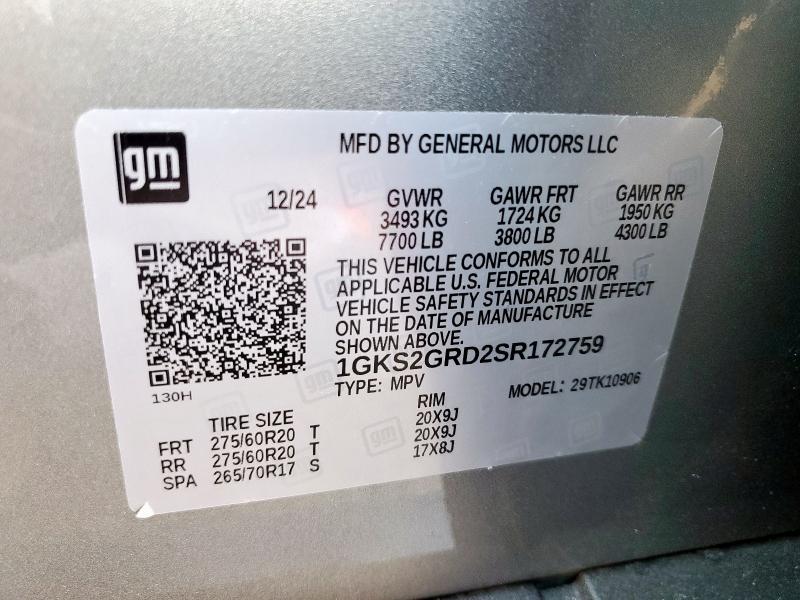 gm
MFD BY GENERAL MOTORS LLC
12/24
GVWR GAWR FRT GAWR RR
3493 KG 1724 KG 1950 KG
7700 LB 3800 LB 4300 LB
THIS VEHICLE CONFORMS TO ALL
APPLICABLE U.S. FEDERAL MOTOR
VEHICLE SAFETY STANDARDS IN EFFECT
ON THE DATE OF MANUFACTURE
SHOWN ABOVE.
1GKS2GRD2SR172759
TYPE: MPV MODEL: 29TK10906
130H
TIRE SIZE RIM
FRT 275/60R20 T 20X9J
RR 275/60R20 T 20X9J
SPA 265/70R17 S 17X8J